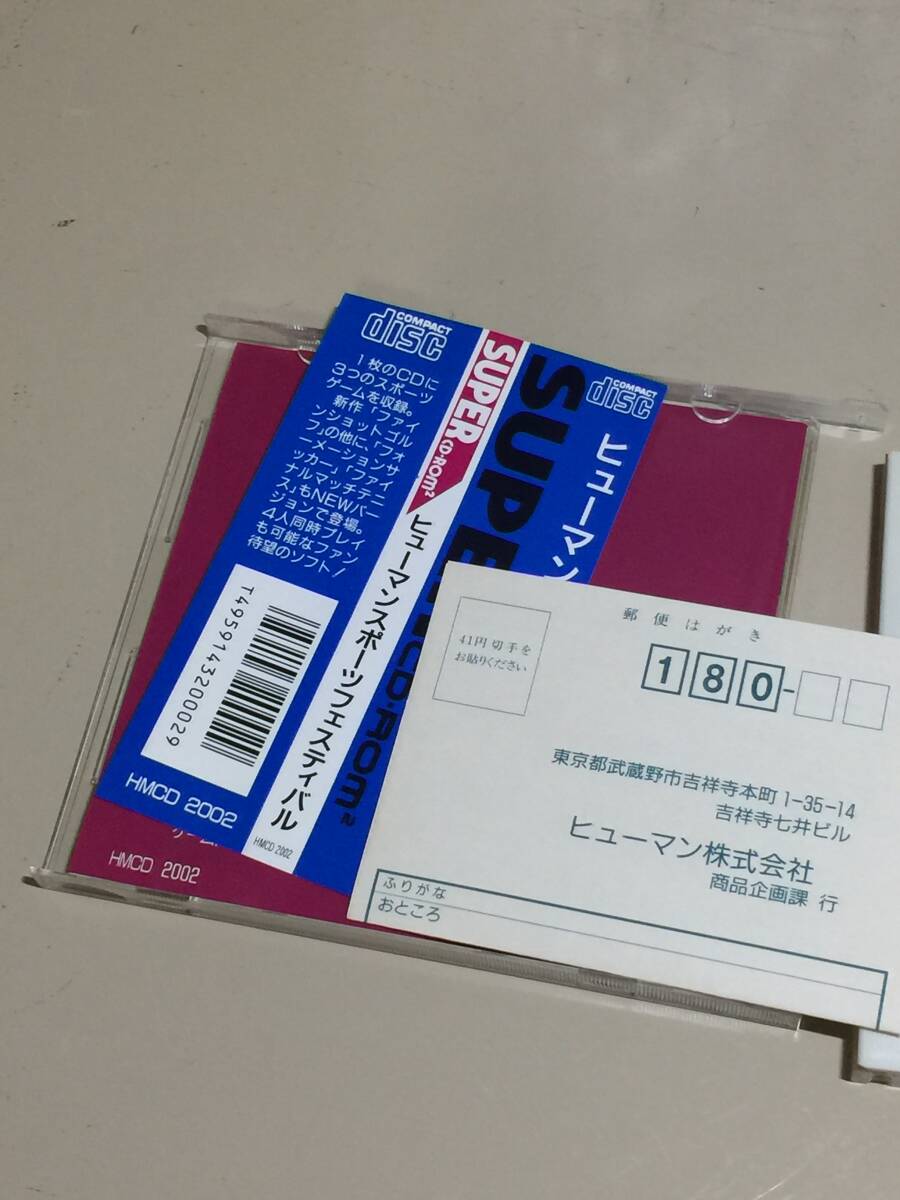 COMPACT
disc
1枚のCDに
3つのスポーツ
ゲームを収録。
新作「ファイ
ンショットゴル
フ」の他に、「フォ
ーメーションサ
ッカー」「ファイ
ナルマッチテニ
ス」もNEWバー
ジョンで登場。
4人同時プレイ
も可能なファン
待望のソフト!
T4959143200029
HMCD 2002
SUPER CD-ROM²
ヒューマンスポーツフェスティバル
HMCD 2002
COMPACT
disc
ヒューマン
SUPER CD-ROM²
HMCD 2002
郵便はがき
41円切手を
お貼りください
180-
東京都武蔵野市吉祥寺本町1-35-14
吉祥寺七井ビル
ヒューマン株式会社
商品企画課 行
ふりがな
おところ